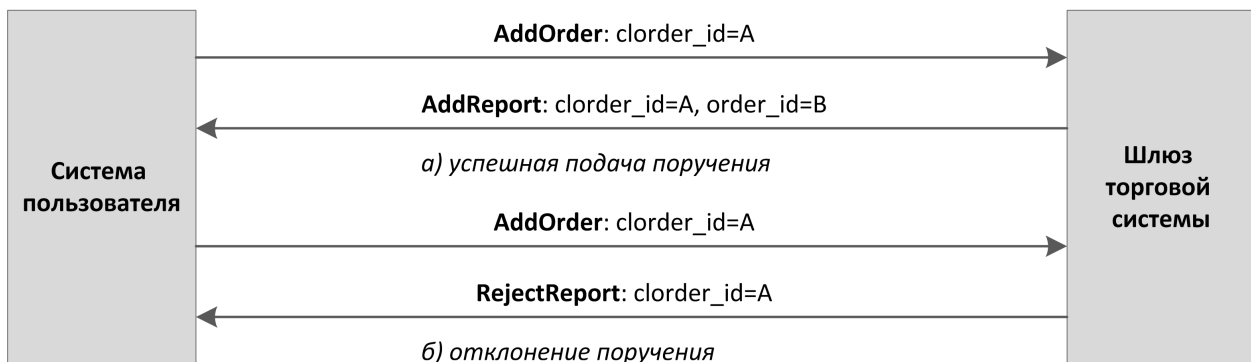 AddOrder: clorder_id=A
AddReport: clorder_id=A, order_id=B
а) успешная подача поручения
Система
пользователя
Шлюз
торговой
системы
AddOrder: clorder_id=A
RejectReport: clorder_id=A
б) отклонение поручения